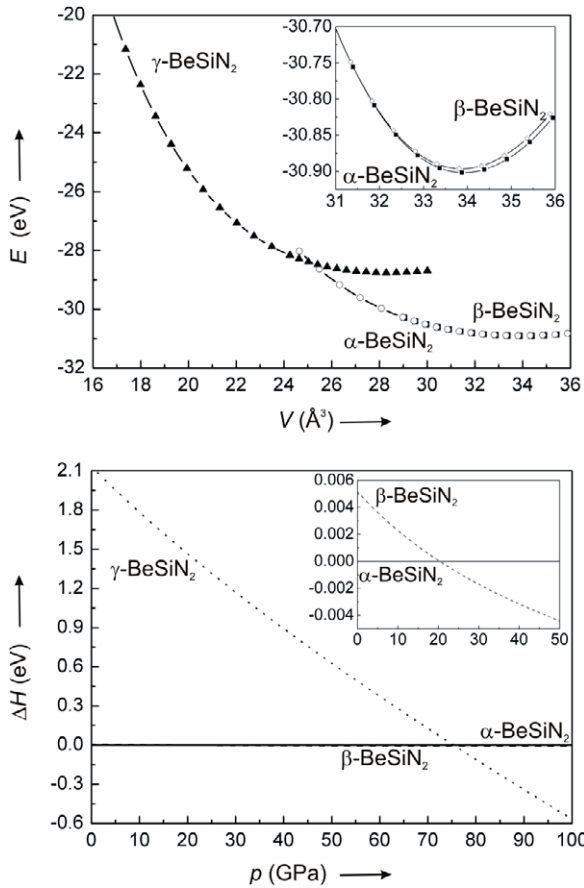 -20
-22
-24
-26
-28
-30
-32
E (eV)
γ-BeSiN₂
β-BeSiN₂
α-BeSiN₂
16 18 20 22 24 26 28 30 32 34 36
V (Å³)
-30.70
-30.75
-30.80
-30.85
-30.90
β-BeSiN₂
α-BeSiN₂
31 32 33 34 35 36
2.1
1.8
1.5
1.2
0.9
0.6
0.3
0.0
-0.3
-0.6
ΔH (eV)
γ-BeSiN₂
α-BeSiN₂
β-BeSiN₂
0 10 20 30 40 50 60 70 80 90 100
p (GPa)
0.006
0.004
0.002
0.000
-0.002
-0.004
β-BeSiN₂
α-BeSiN₂
0 10 20 30 40 50